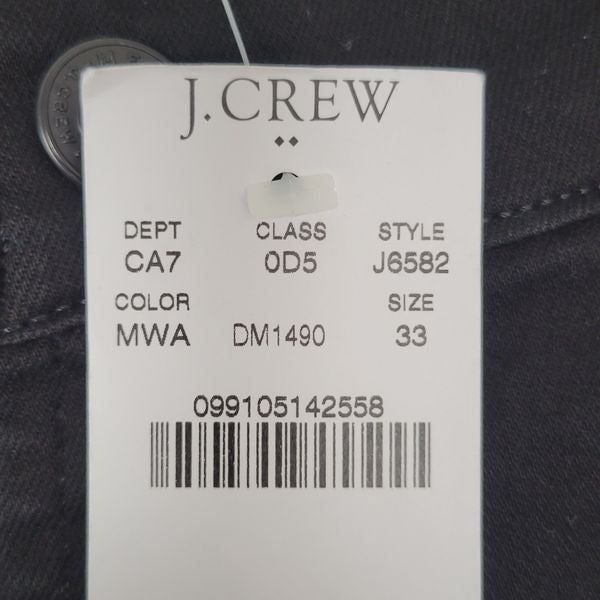 J.CREW
DEPT CLASS STYLE
CA7 0D5 J6582
COLOR SIZE
MWA DM1490 33
099105142558